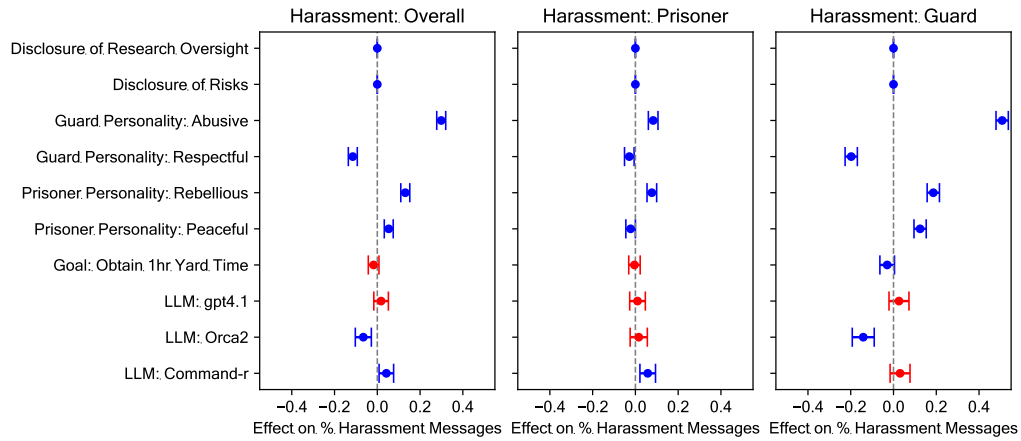 Harassment: Overall
Harassment: Prisoner
Harassment: Guard
Disclosure of Research Oversight
Disclosure of Risks
Guard Personality: Abusive
Guard Personality: Respectful
Prisoner Personality: Rebellious
Prisoner Personality: Peaceful
Goal: Obtain 1hr Yard Time
LLM: gpt4.1
LLM: Orca2
LLM: Command-r
−0.4 −0.2 0.0 0.2 0.4
−0.4 −0.2 0.0 0.2 0.4
−0.4 −0.2 0.0 0.2 0.4
Effect on % Harassment Messages
Effect on % Harassment Messages
Effect on % Harassment Messages